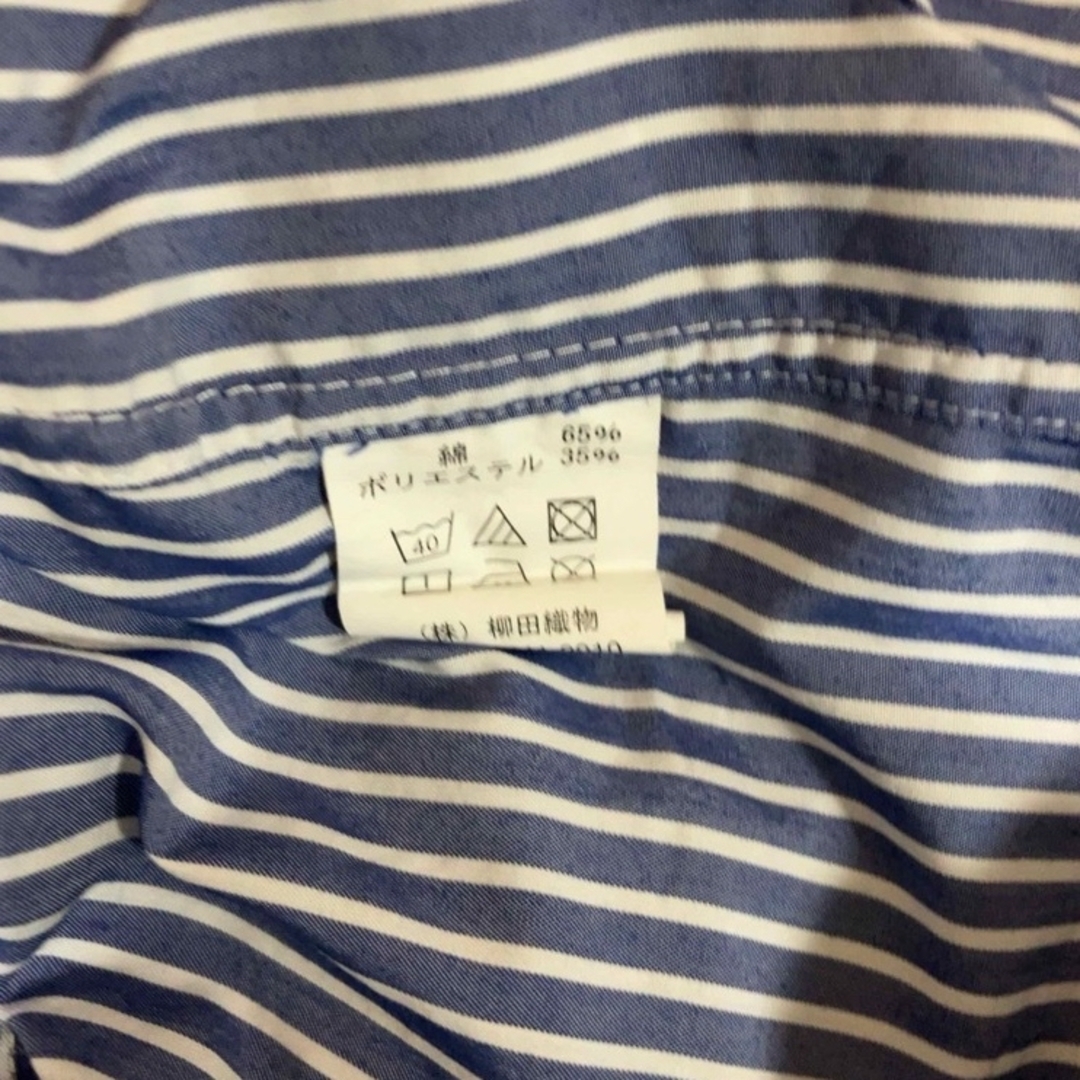 綿 65%
ポリエステル 35%
40
(株) 柳田織物